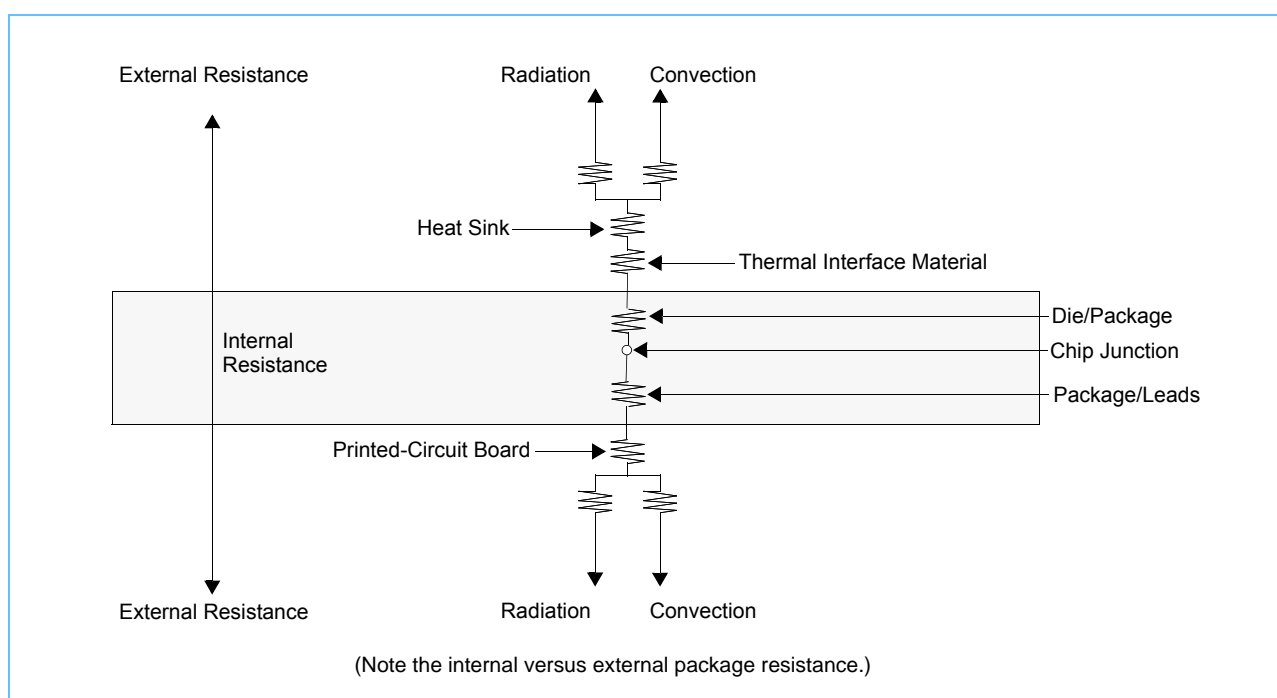 External Resistance
Radiation
Convection
Heat Sink
Thermal Interface Material
Internal
Resistance
Die/Package
Chip Junction
Package/Leads
Printed-Circuit Board
External Resistance
Radiation
Convection
(Note the internal versus external package resistance.)